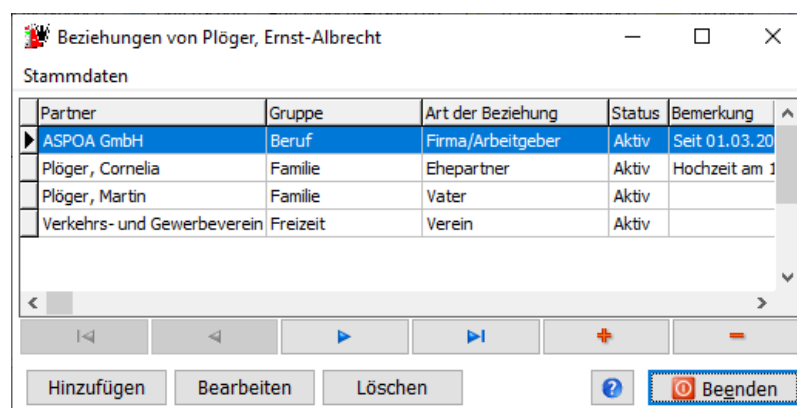 Beziehungen von Plöger, Ernst-Albrecht
Stammdaten
Partner Gruppe Art der Beziehung Status Bemerkung
ASPOA GmbH Beruf Firma/Arbeitgeber Aktiv Seit 01.03.20
Plöger, Cornelia Familie Ehepartner Aktiv Hochzeit am 1
Plöger, Martin Familie Vater Aktiv
Verkehrs- und Gewerbeverein Freizeit Verein Aktiv
Hinzufügen Bearbeiten Löschen ? Beenden